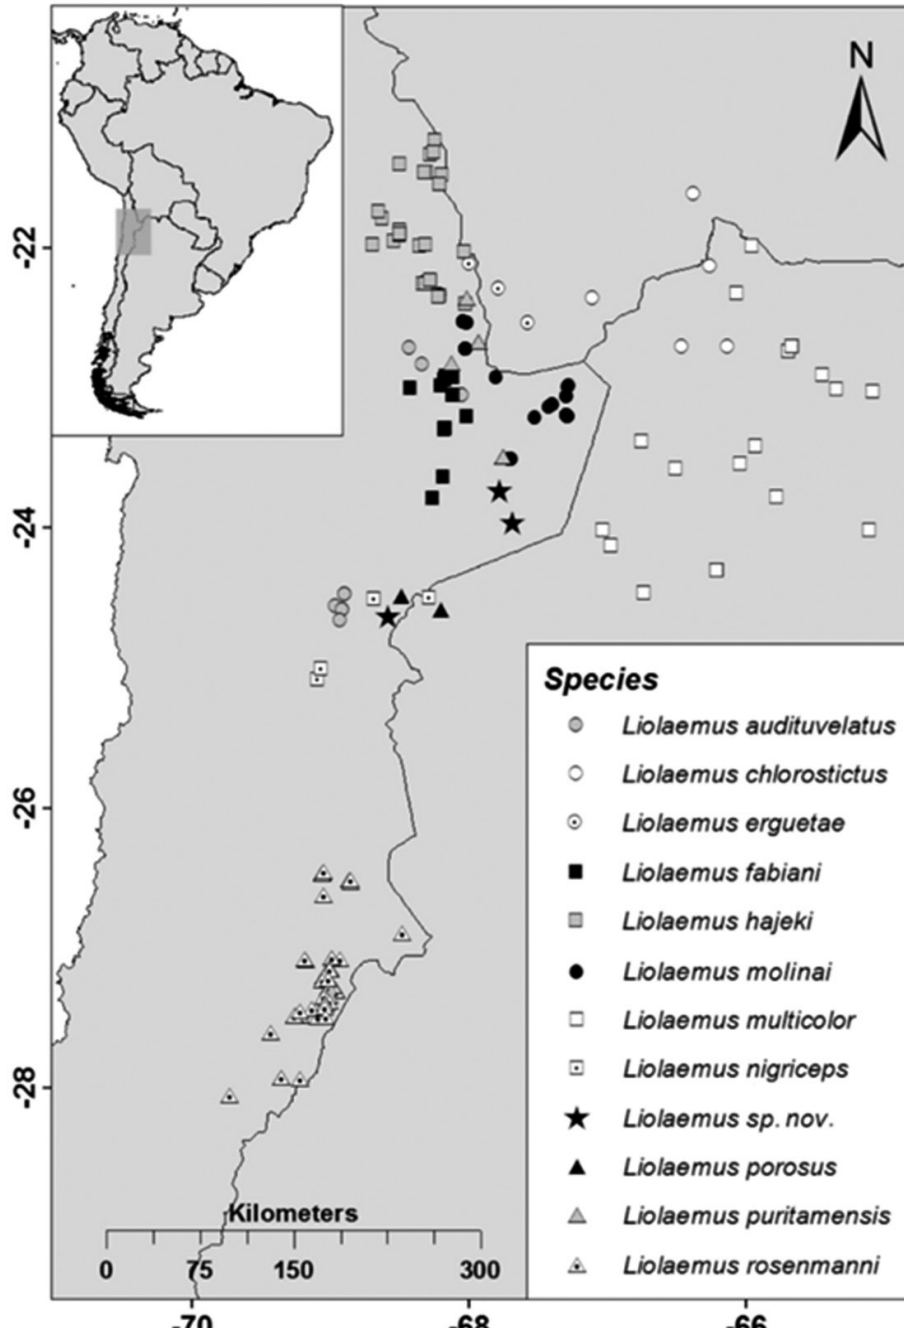 N
-22
-24
-26
-28
Species
Liolaemus audituvelatus
Liolaemus chlorostictus
Liolaemus erguetae
Liolaemus fabiani
Liolaemus hajeki
Liolaemus molinai
Liolaemus multicolor
Liolaemus nigriceps
Liolaemus sp. nov.
Liolaemus porosus
Liolaemus puritamensis
Liolaemus rosenmanni
Kilometers
0 75 150 300
-70 -68 -66